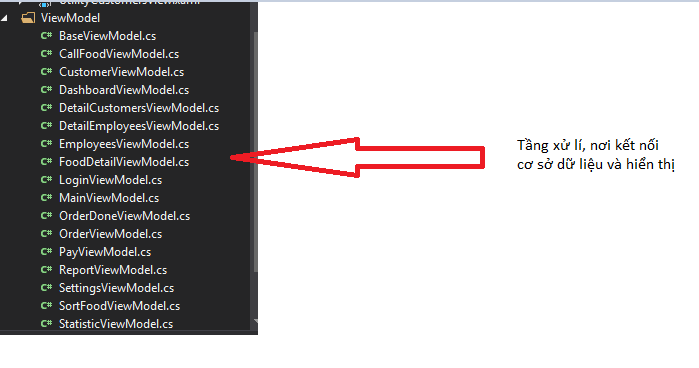 ViewModel
C# BaseViewModel.cs
C# CallFoodViewModel.cs
C# CustomerViewModel.cs
C# DashboardViewModel.cs
C# DetailCustomersViewModel.cs
C# DetailEmployeesViewModel.cs
C# EmployeesViewModel.cs
C# FoodDetailViewModel.cs
C# LoginViewModel.cs
C# MainViewModel.cs
C# OrderDoneViewModel.cs
C# OrderViewModel.cs
C# PayViewModel.cs
C# ReportViewModel.cs
C# SettingsViewModel.cs
C# SortFoodViewModel.cs
C# StatisticViewModel.cs
Tầng xử lí, nơi kết nối
cơ sở dữ liệu và hiển thị